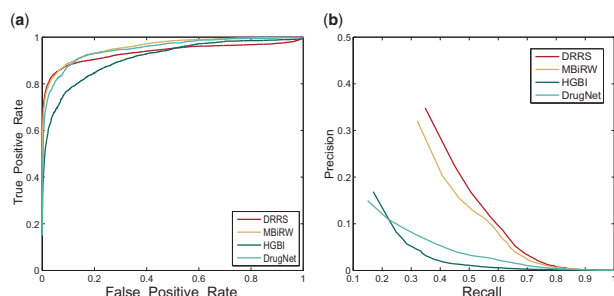 (a)
1
0.8
0.6
0.4
0.2
0
0 0.2 0.4 0.6 0.8 1
True Positive Rate
False Positive Rate
DRRS
MBiRW
HGBI
DrugNet
(b)
0.5
0.4
0.3
0.2
0.1
0
0.1 0.2 0.3 0.4 0.5 0.6 0.7 0.8 0.9 1
Precision
Recall
DRRS
MBiRW
HGBI
DrugNet